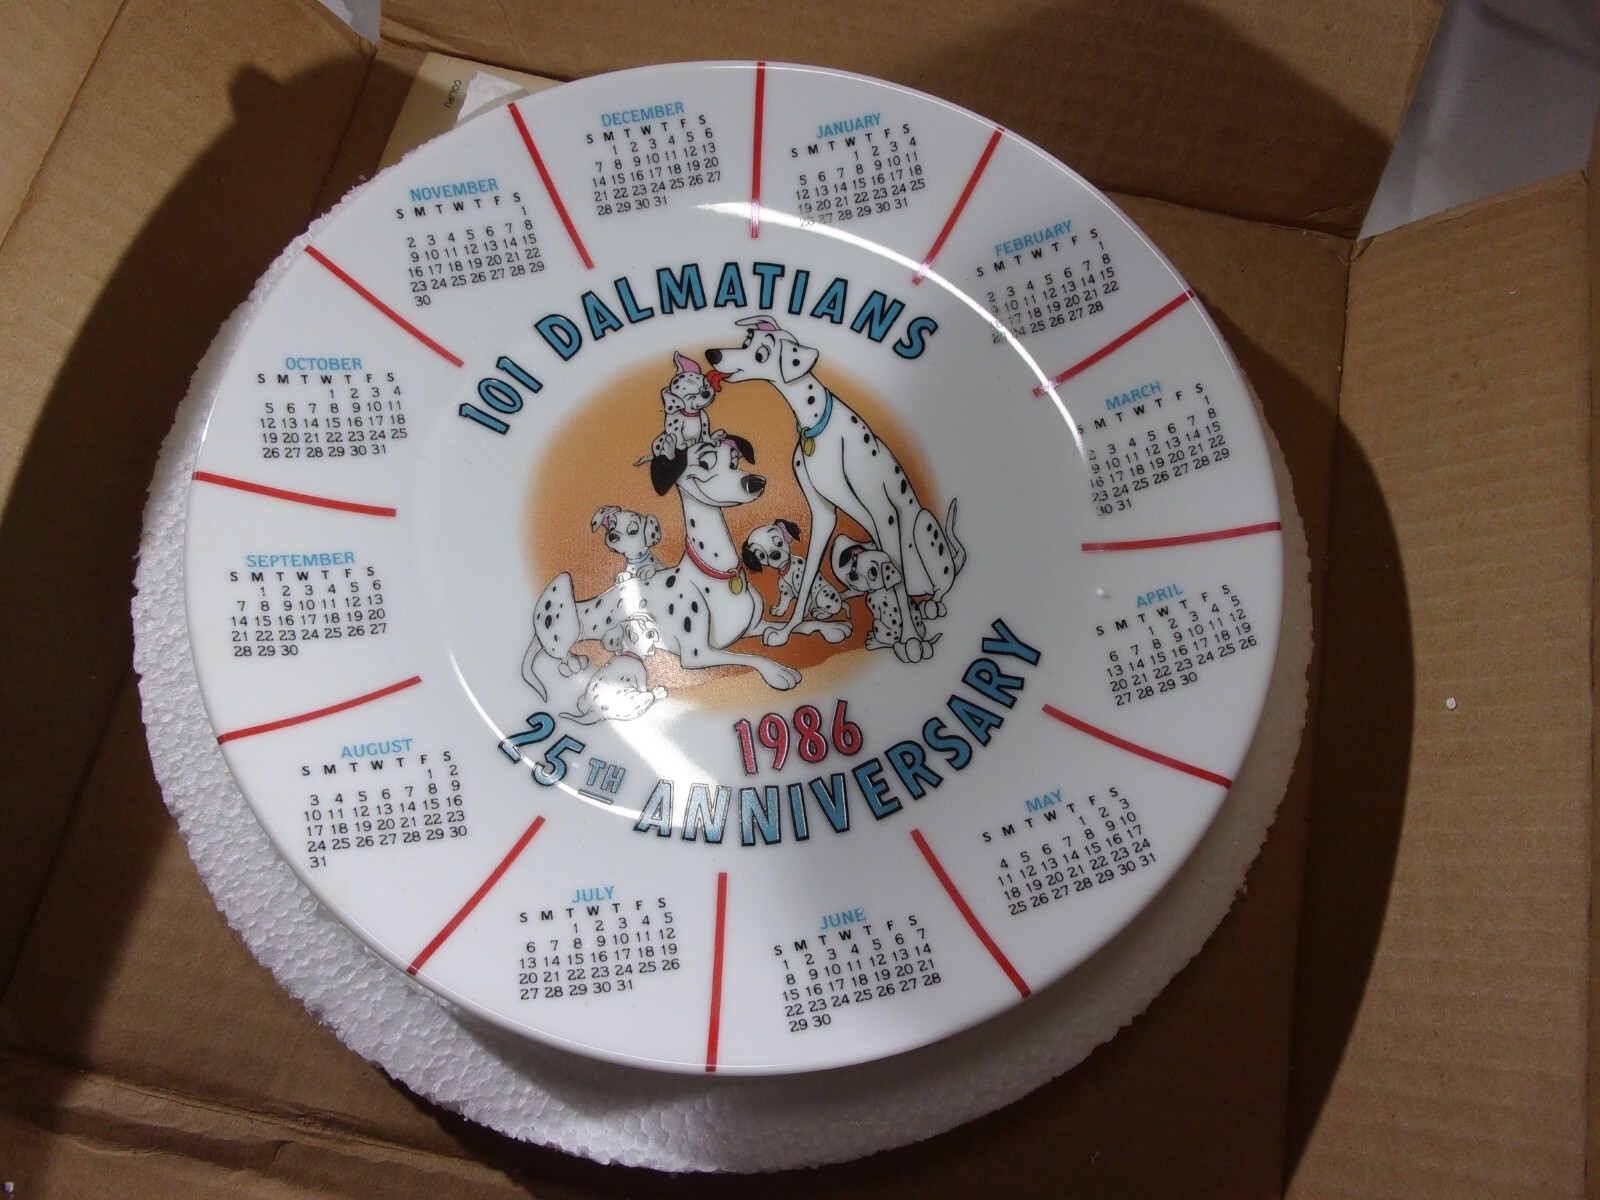 101 DALMATIANS
1986
25TH ANNIVERSARY
JANUARY
S M T W T F S
1 2 3 4
5 6 7 8 9 10 11
12 13 14 15 16 17 18
19 20 21 22 23 24 25
26 27 28 29 30 31
FEBRUARY
S M T W T F S
1
2 3 4 5 6 7 8
9 10 11 12 13 14 15
16 17 18 19 20 21 22
23 24 25 26 27 28
MARCH
S M T W T F S
1
2 3 4 5 6 7 8
9 10 11 12 13 14 15
16 17 18 19 20 21 22
23 24 25 26 27 28 29
30 31
APRIL
S M T W T F S
1 2 3 4 5
6 7 8 9 10 11 12
13 14 15 16 17 18 19
20 21 22 23 24 25 26
27 28 29 30
MAY
S M T W T F S
1 2 3
4 5 6 7 8 9 10
11 12 13 14 15 16 17
18 19 20 21 22 23 24
25 26 27 28 29 30 31
JUNE
S M T W T F S
1 2 3 4 5 6 7
8 9 10 11 12 13 14
15 16 17 18 19 20 21
22 23 24 25 26 27 28
29 30
JULY
S M T W T F S
1 2 3 4 5
6 7 8 9 10 11 12
13 14 15 16 17 18 19
20 21 22 23 24 25 26
27 28 29 30 31
AUGUST
S M T W T F S
1 2
3 4 5 6 7 8 9
10 11 12 13 14 15 16
17 18 19 20 21 22 23
24 25 26 27 28 29 30
31
SEPTEMBER
S M T W T F S
1 2 3 4 5 6
7 8 9 10 11 12 13
14 15 16 17 18 19 20
21 22 23 24 25 26 27
28 29 30
OCTOBER
S M T W T F S
1 2 3 4
5 6 7 8 9 10 11
12 13 14 15 16 17 18
19 20 21 22 23 24 25
26 27 28 29 30 31
NOVEMBER
S M T W T F S
1
2 3 4 5 6 7 8
9 10 11 12 13 14 15
16 17 18 19 20 21 22
23 24 25 26 27 28 29
30
DECEMBER
S M T W T F S
1 2 3 4 5 6
7 8 9 10 11 12 13
14 15 16 17 18 19 20
21 22 23 24 25 26 27
28 29 30 31